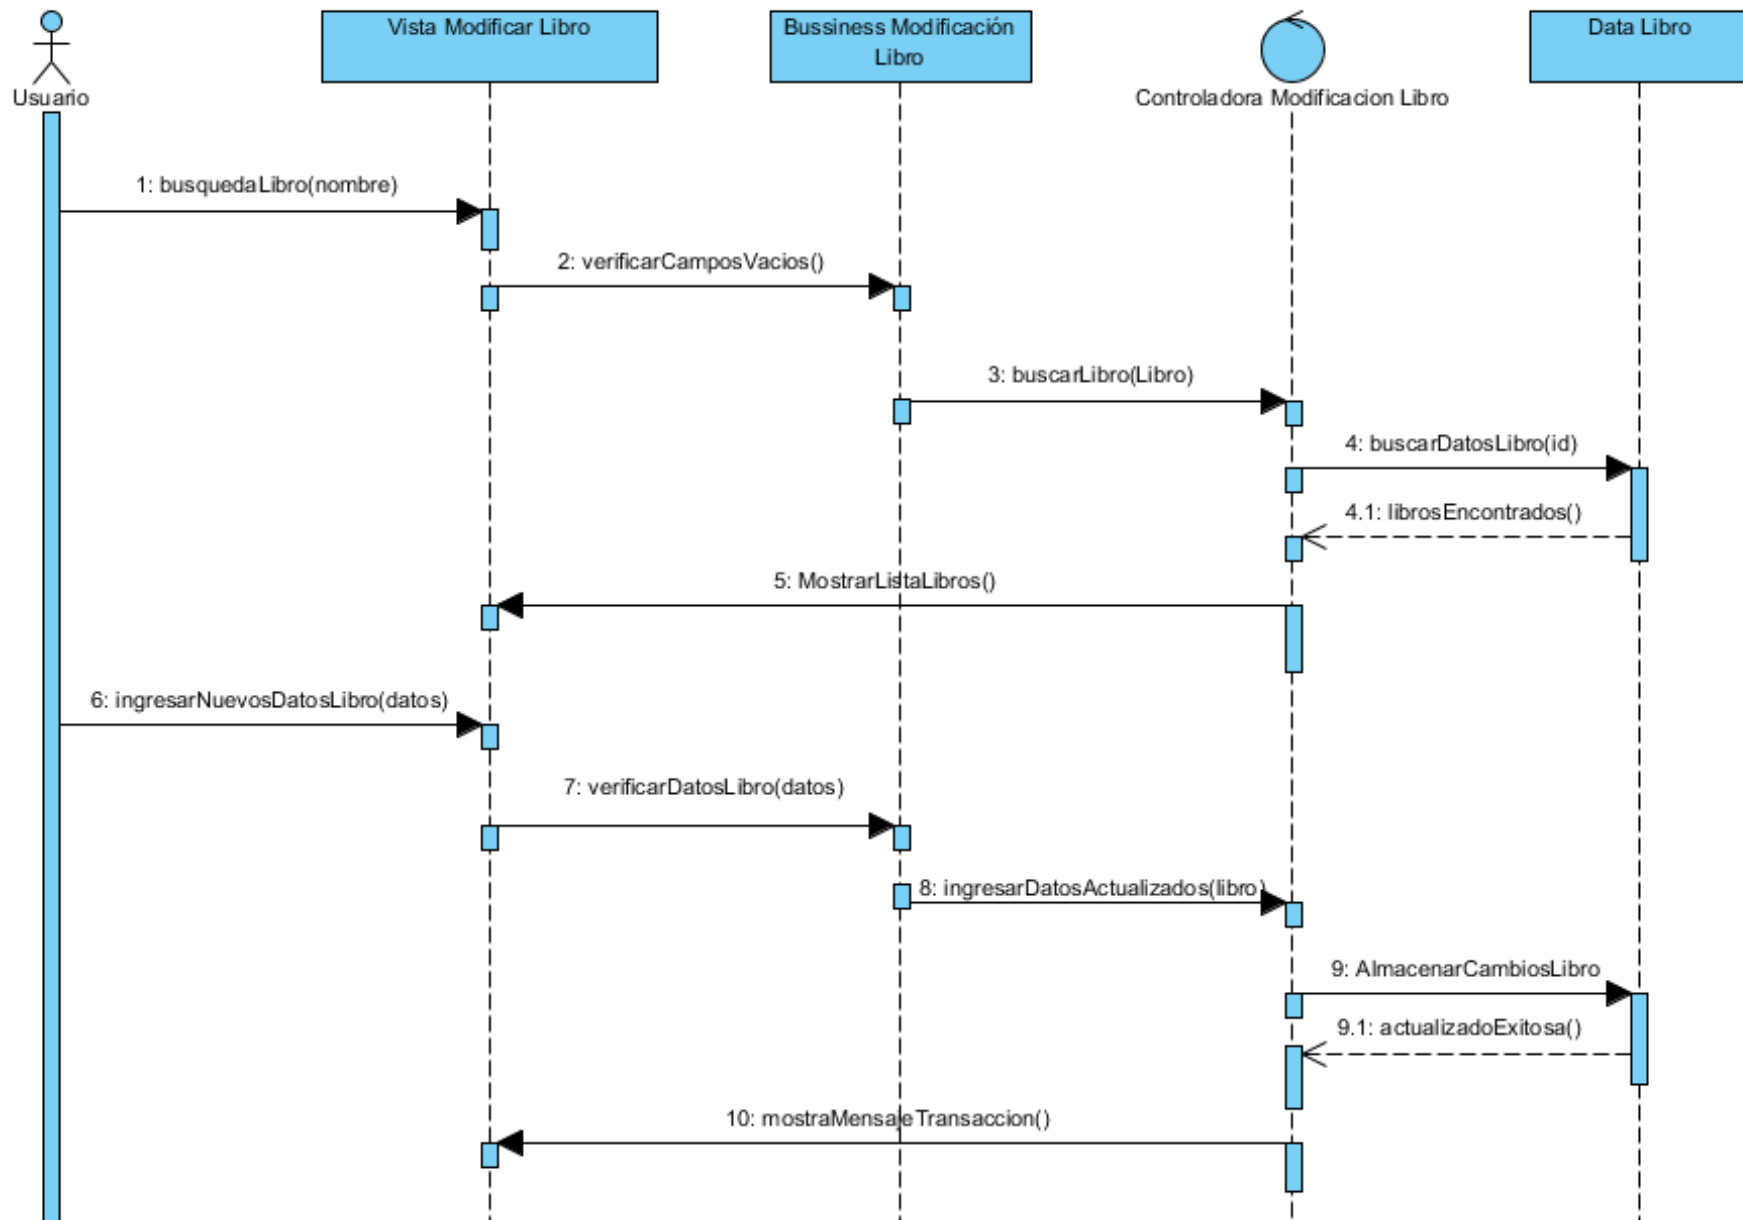 Usuario
Vista Modificar Libro
Bussiness Modificación
Libro
Controladora Modificacion Libro
Data Libro
1: busquedaLibro(nombre)
2: verificarCamposVacios()
3: buscarLibro(Libro)
4: buscarDatosLibro(id)
4.1: librosEncontrados()
5: MostrarListaLibros()
6: ingresarNuevosDatosLibro(datos)
7: verificarDatosLibro(datos)
8: ingresarDatosActualizados(libro)
9: AlmacenarCambiosLibro
9.1: actualizadoExitosa()
10: mostraMensajeTransaccion()